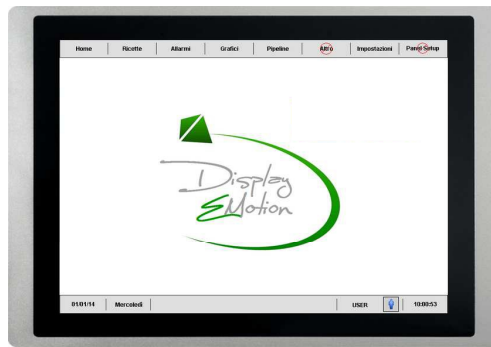 Home Ricette Allarmi Grafici Pipeline Altro Impostazioni Panel Setup
Display
EMotion
01/01/14 Mercoledì USER 10:00:53